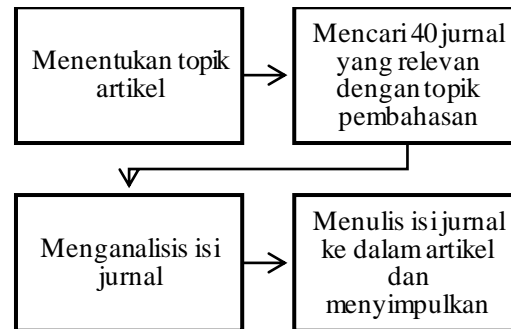 Menentukan topik
artikel
Mencari 40 jurnal
yang relevan
dengan topik
pembahasan
Menganalisis isi
jurnal
Menulis isi jurnal
ke dalam artikel
dan
menyimpulkan